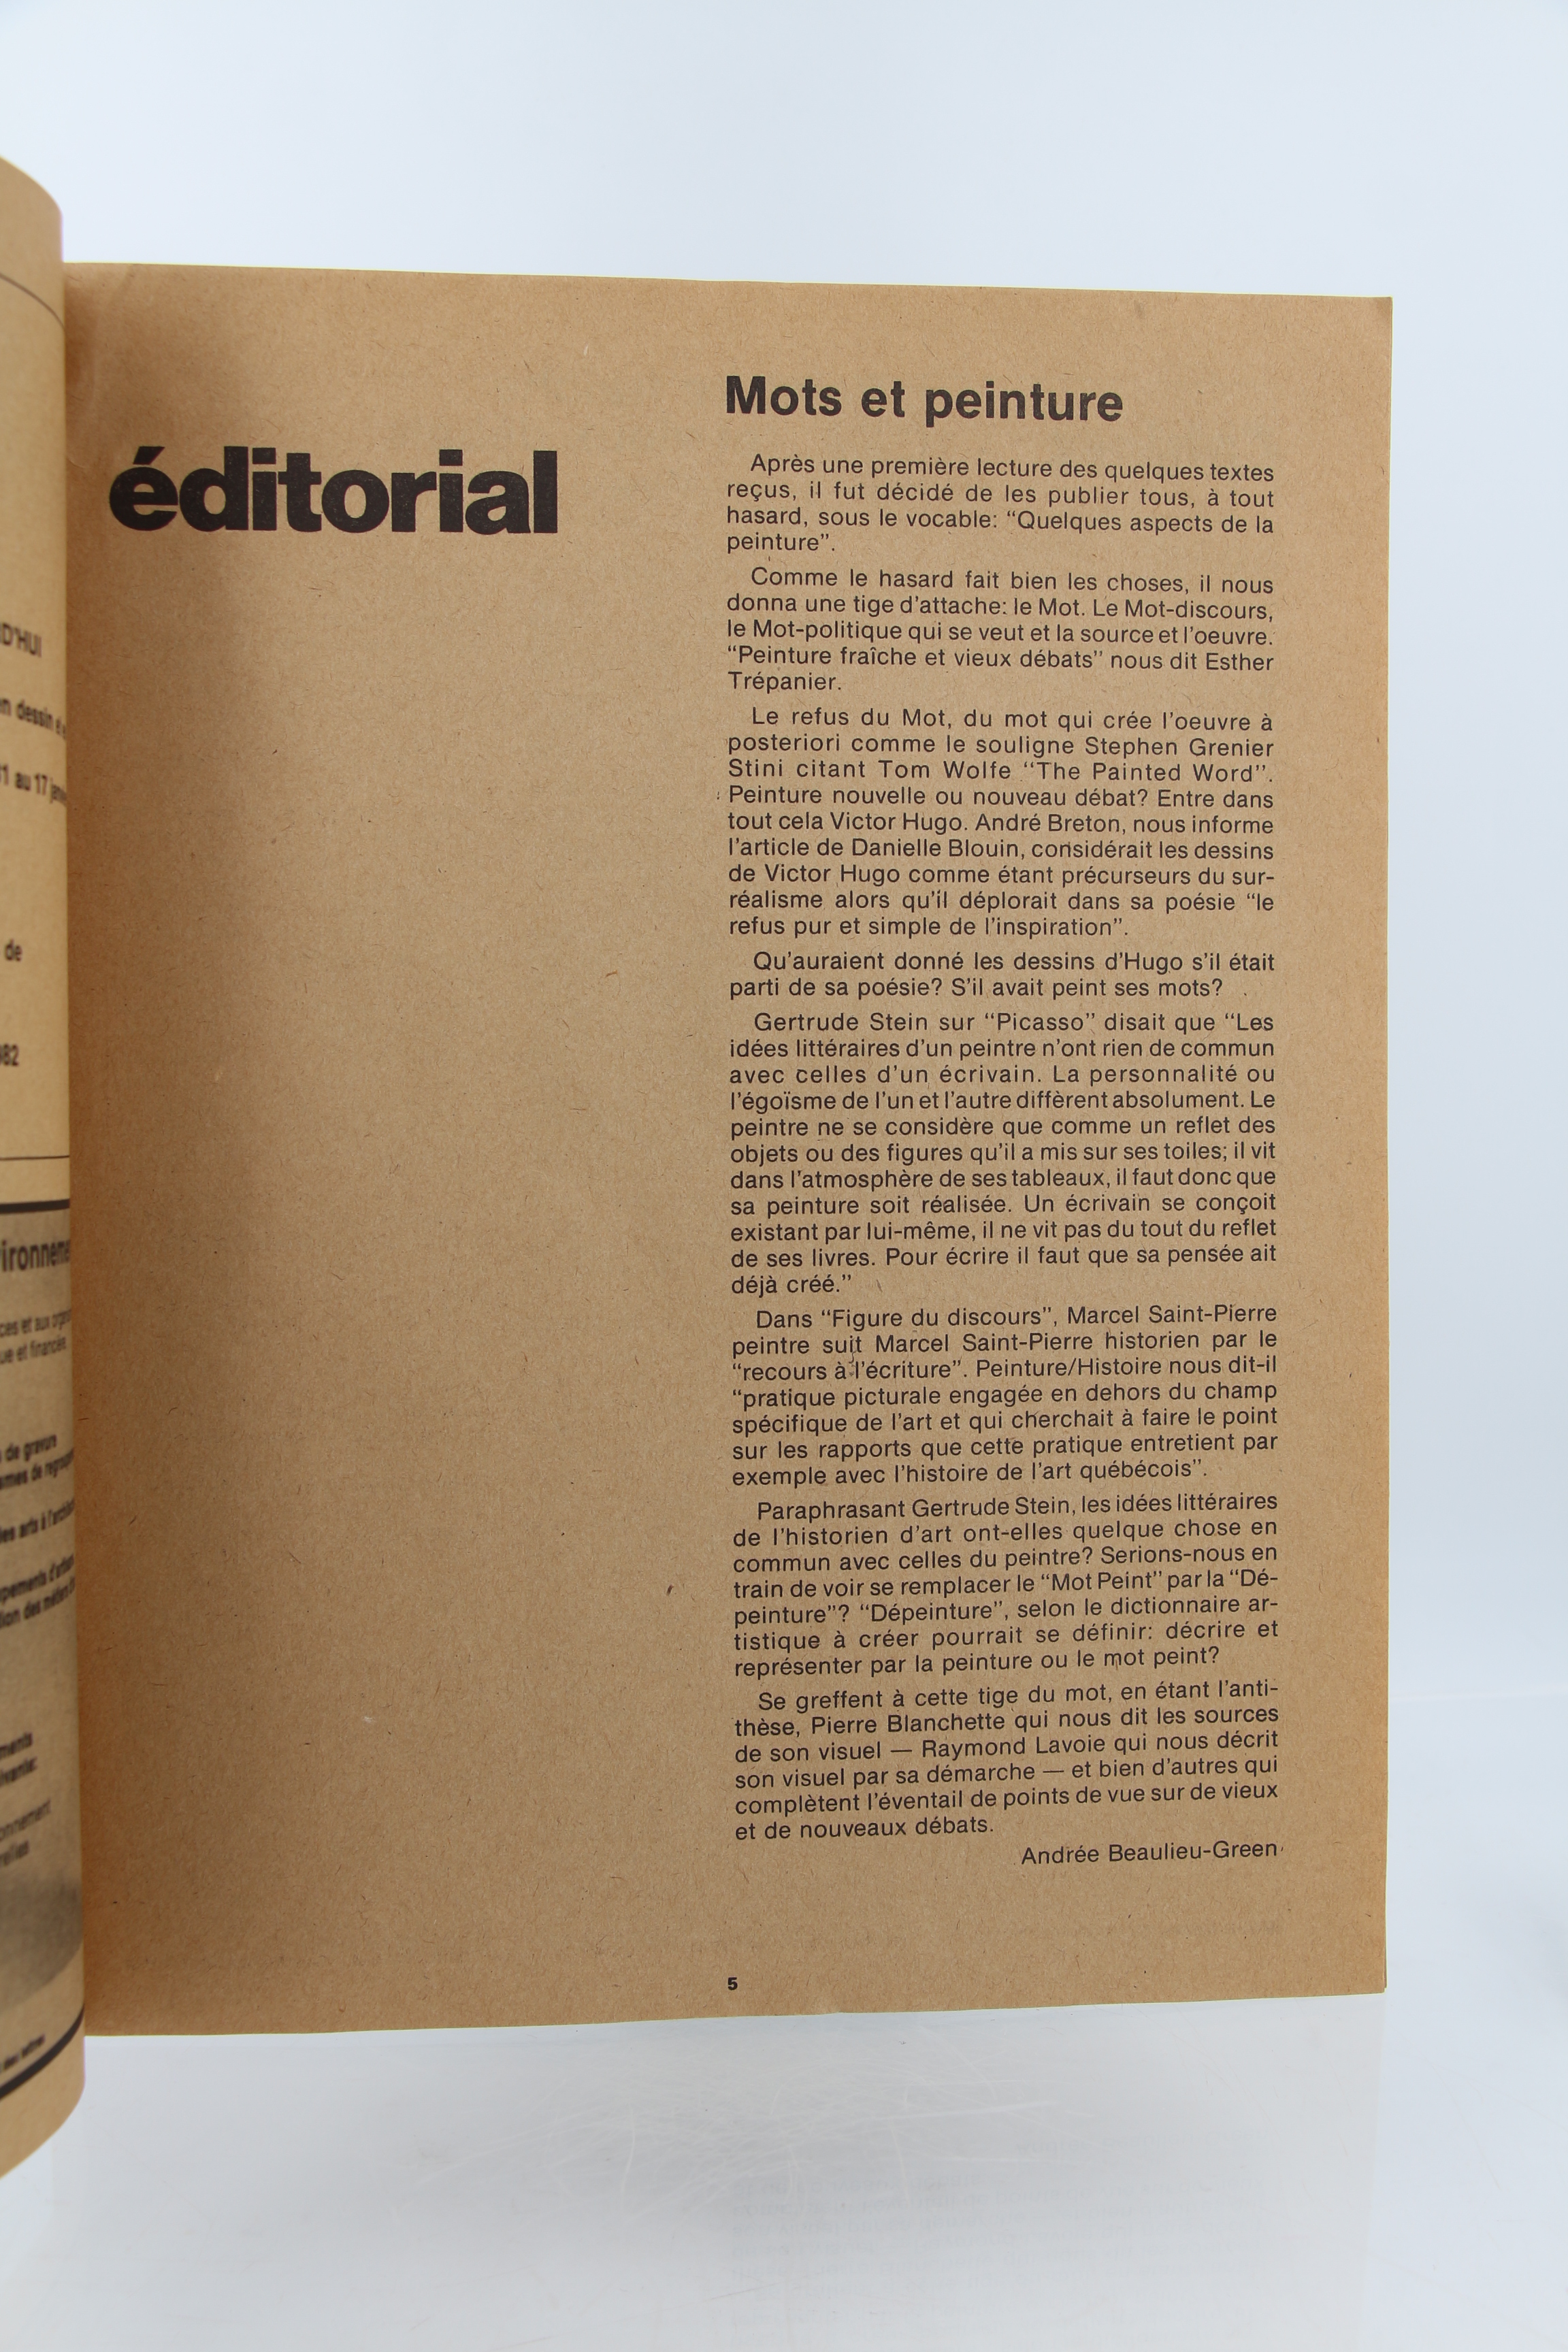 D'HUI
en dessin
au 17
de
982
de gravure
éditorial
Mots et peinture
Après une première lecture des quelques textes
reçus, il fut décidé de les publier tous, à tout
hasard, sous le vocable: “Quelques aspects de la
peinture”.
Comme le hasard fait bien les choses, il nous
donna une tige d’attache: le Mot. Le Mot-discours,
le Mot-politique qui se veut et la source et l’oeuvre.
“Peinture fraîche et vieux débats” nous dit Esther
Trépanier.
Le refus du Mot, du mot qui crée l’oeuvre à
posteriori comme le souligne Stephen Grenier
Stini citant Tom Wolfe “The Painted Word”.
Peinture nouvelle ou nouveau débat? Entre dans
tout cela Victor Hugo. André Breton, nous informe
l’article de Danielle Blouin, considérait les dessins
de Victor Hugo comme étant précurseurs du sur-
réalisme alors qu’il déplorait dans sa poésie “le
refus pur et simple de l’inspiration”.
Qu’auraient donné les dessins d’Hugo s’il était
parti de sa poésie? S’il avait peint ses mots?
Gertrude Stein sur “Picasso” disait que “Les
idées littéraires d’un peintre n’ont rien de commun
avec celles d’un écrivain. La personnalité ou
l’égoïsme de l’un et l’autre diffèrent absolument. Le
peintre ne se considère que comme un reflet des
objets ou des figures qu’il a mis sur ses toiles; il vit
dans l’atmosphère de ses tableaux, il faut donc que
sa peinture soit réalisée. Un écrivain se conçoit
existant par lui-même, il ne vit pas du tout du reflet
de ses livres. Pour écrire il faut que sa pensée ait
déjà créé.”
Dans “Figure du discours”, Marcel Saint-Pierre
peintre suit Marcel Saint-Pierre historien par le
“recours à l’écriture”. Peinture/Histoire nous dit-il
“pratique picturale engagée en dehors du champ
spécifique de l’art et qui cherchait à faire le point
sur les rapports que cette pratique entretient par
exemple avec l’histoire de l’art québécois”.
Paraphrasant Gertrude Stein, les idées littéraires
de l’historien d’art ont-elles quelque chose en
commun avec celles du peintre? Serions-nous en
train de voir se remplacer le “Mot Peint” par la “Dé-
peinture”? “Dépeinture”, selon le dictionnaire ar-
tistique à créer pourrait se définir: décrire et
représenter par la peinture ou le mot peint?
Se greffent à cette tige du mot, en étant l’anti-
thèse, Pierre Blanchette qui nous dit les sources
de son visuel — Raymond Lavoie qui nous décrit
son visuel par sa démarche — et bien d’autres qui
complètent l’éventail de points de vue sur de vieux
et de nouveaux débats.
Andrée Beaulieu-Green
5